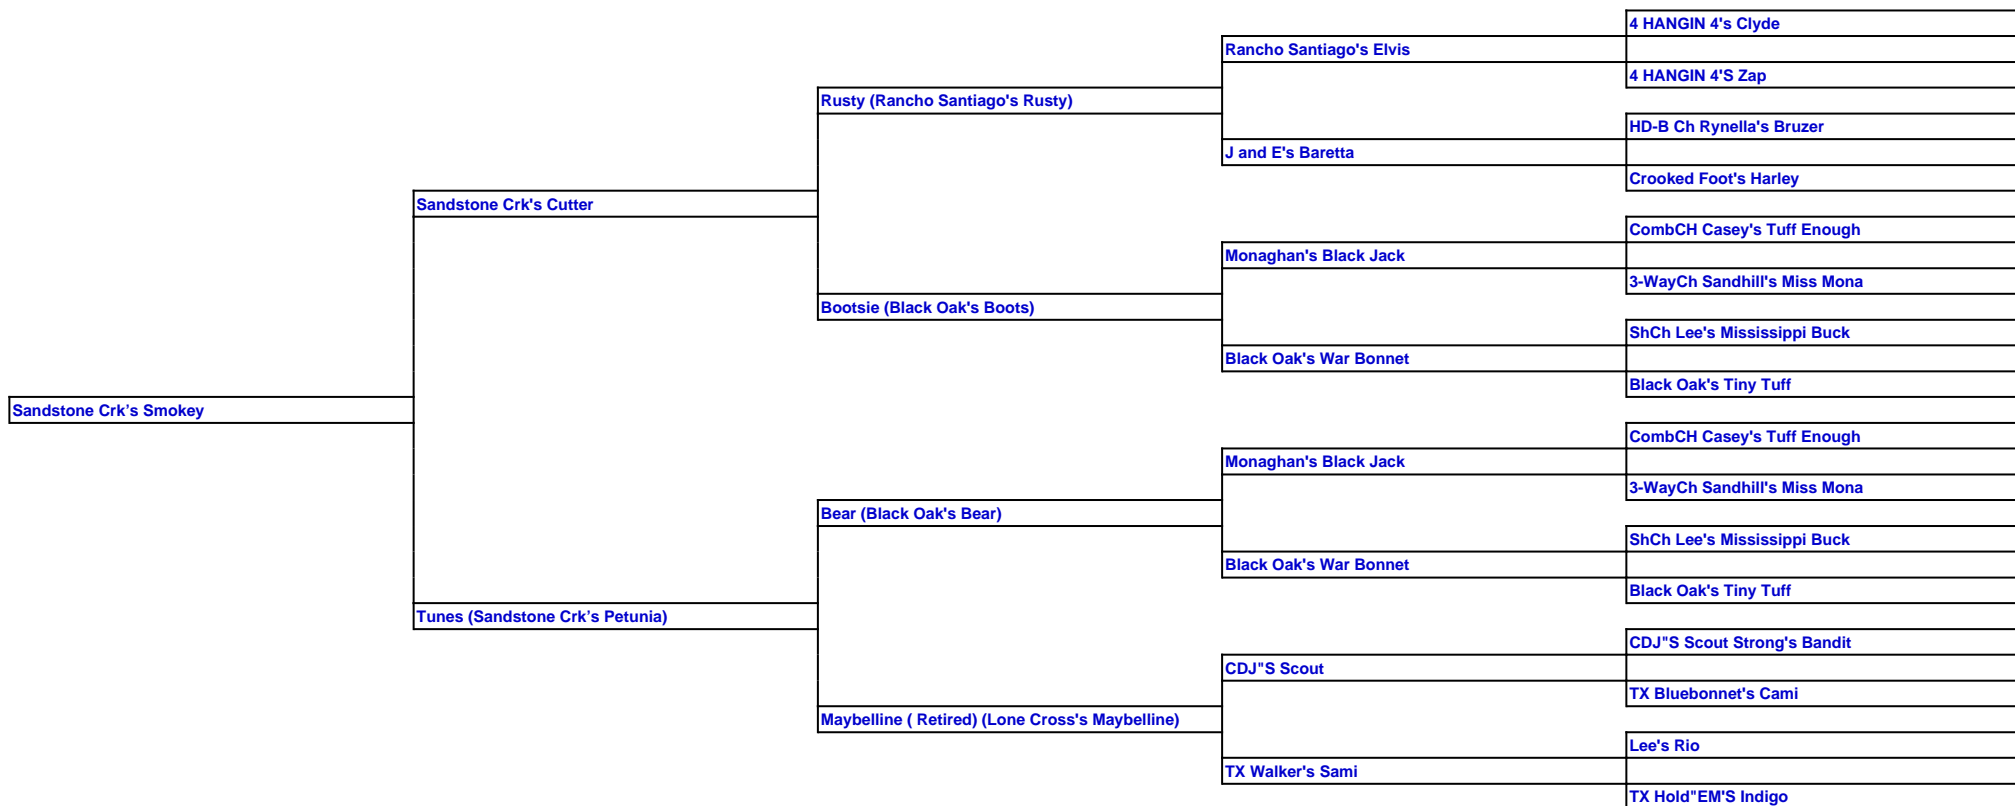 4 HANGIN 4's Clyde
Rancho Santiago's Elvis
4 HANGIN 4'S Zap
Rusty (Rancho Santiago's Rusty)
HD-B Ch Rynella's Bruzer
J and E's Baretta
Crooked Foot's Harley
Sandstone Crk's Cutter
CombCH Casey's Tuff Enough
Monaghan's Black Jack
3-WayCh Sandhill's Miss Mona
Bootsie (Black Oak's Boots)
ShCh Lee's Mississippi Buck
Black Oak's War Bonnet
Black Oak's Tiny Tuff
Sandstone Crk’s Smokey
CombCH Casey's Tuff Enough
Monaghan's Black Jack
3-WayCh Sandhill's Miss Mona
Bear (Black Oak's Bear)
ShCh Lee's Mississippi Buck
Black Oak's War Bonnet
Black Oak's Tiny Tuff
Tunes (Sandstone Crk’s Petunia)
CDJ"S Scout Strong's Bandit
CDJ"S Scout
TX Bluebonnet's Cami
Maybelline ( Retired) (Lone Cross's Maybelline)
Lee's Rio
TX Walker's Sami
TX Hold"EM'S Indigo